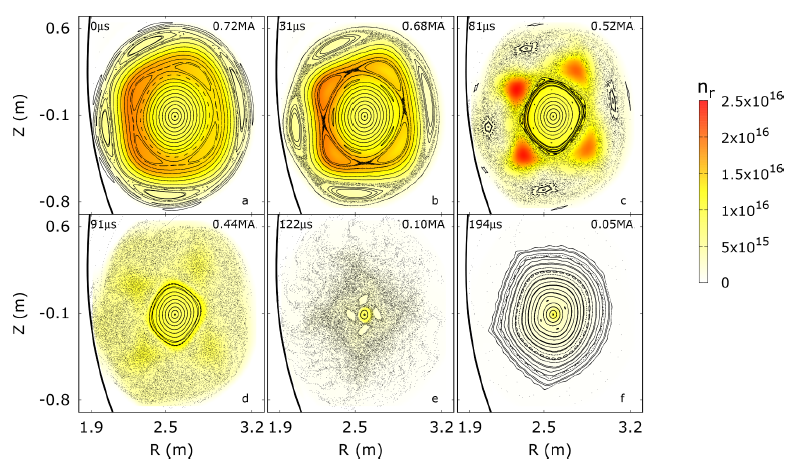 0μs 0.72MA 31μs 0.68MA 81μs 0.52MA
0.6
Z (m)
-0.1
-0.8
a b c
91μs 0.44MA 122μs 0.10MA 194μs 0.05MA
0.6
Z (m)
-0.1
-0.8
d e f
1.9 2.5 3.2 1.9 2.5 3.2 1.9 2.5 3.2
R (m) R (m) R (m)
nr
2.5x10^16
2x10^16
1.5x10^16
1x10^16
5x10^15
0